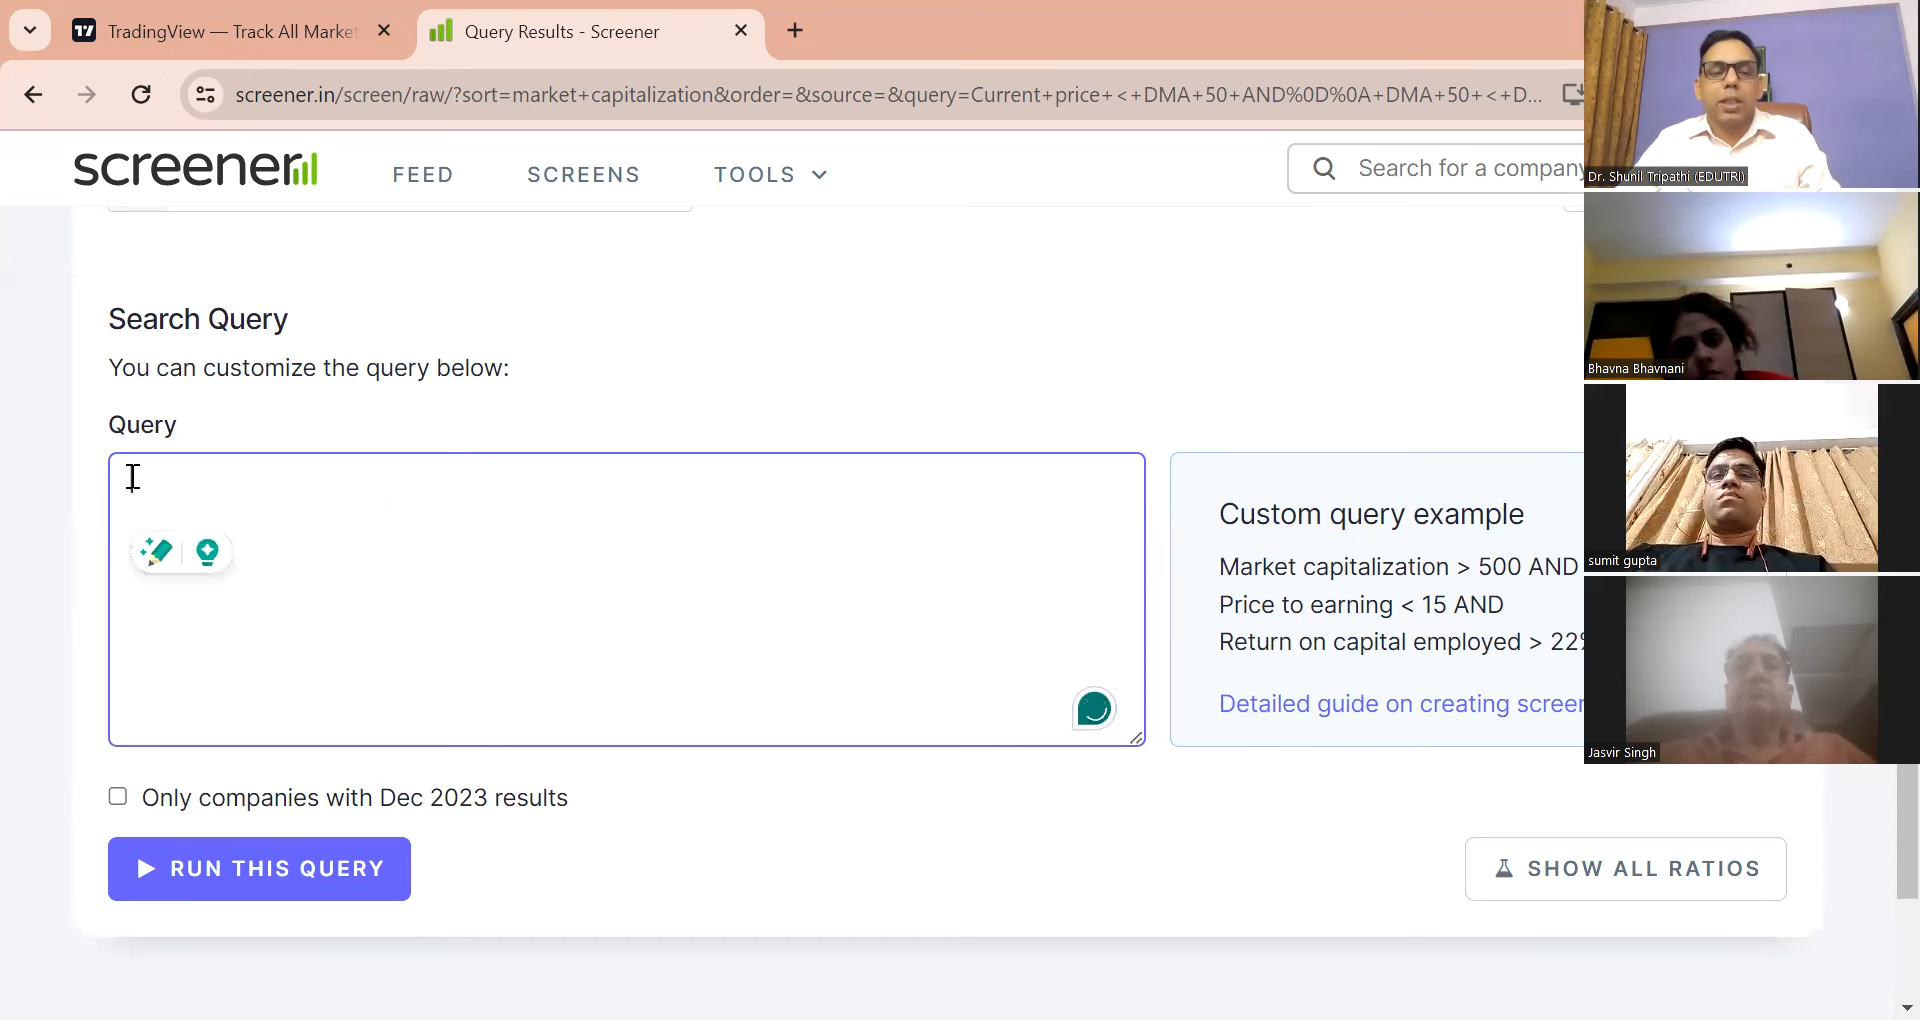 TradingView — Track All Market
Query Results - Screener
screener.in/screen/raw/?sort=market+capitalization&order=&source=&query=Current+price+<+DMA+50+AND%0D%0A+DMA+50+<+D...
screener
FEED
SCREENS
TOOLS
Search for a company
Dr. Shunil Tripathi (EDUTRI)
Bhavna Bhavnani
sumit gupta
Jasvir Singh
Search Query
You can customize the query below:
Query
Custom query example
Market capitalization > 500 AND
Price to earning < 15 AND
Return on capital employed > 22%
Detailed guide on creating screen
Only companies with Dec 2023 results
RUN THIS QUERY
SHOW ALL RATIOS